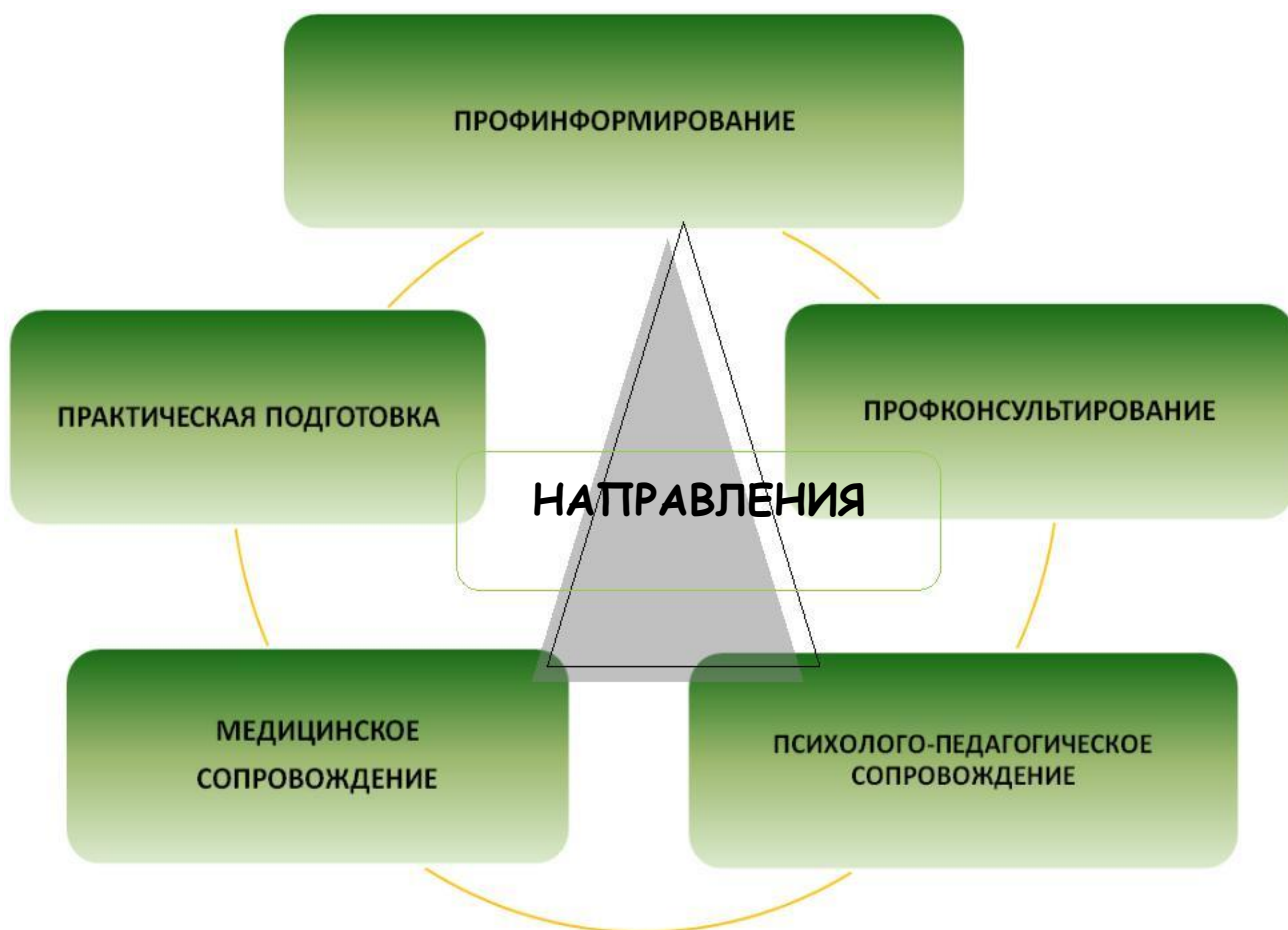 ПРОФИНФОРМИРОВАНИЕ
ПРАКТИЧЕСКАЯ ПОДГОТОВКА
ПРОФКОНСУЛЬТИРОВАНИЕ
НАПРАВЛЕНИЯ
МЕДИЦИНСКОЕ
СОПРОВОЖДЕНИЕ
ПСИХОЛОГО-ПЕДАГОГИЧЕСКОЕ
СОПРОВОЖДЕНИЕ